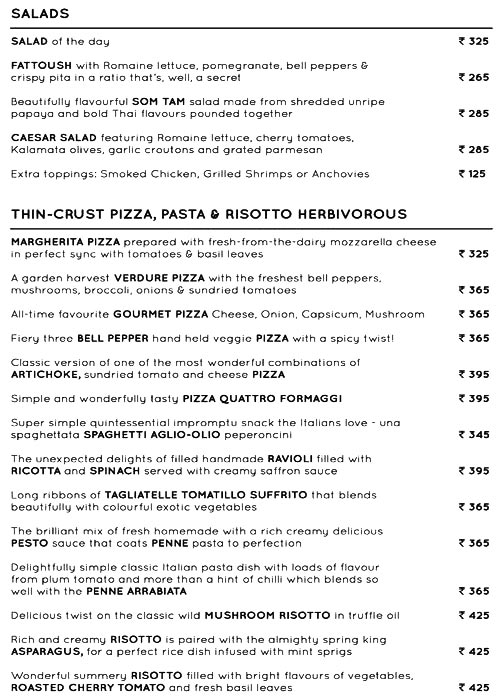 SALADS
SALAD of the day ₹ 325
FATTOUSH with Romaine lettuce, pomegranate, bell peppers &
crispy pita in a ratio that's, well, a secret ₹ 265
Beautifully flavourful SOM TAM salad made from shredded unripe
papaya and bold Thai flavours pounded together ₹ 285
CAESAR SALAD featuring Romaine lettuce, cherry tomatoes,
Kalamata olives, garlic croutons and grated parmesan ₹ 285
Extra toppings: Smoked Chicken, Grilled Shrimps or Anchovies ₹ 125
THIN-CRUST PIZZA, PASTA & RISOTTO HERBIVOROUS
MARGHERITA PIZZA prepared with fresh-from-the-dairy mozzarella cheese
in perfect sync with tomatoes & basil leaves ₹ 325
A garden harvest VERDURE PIZZA with the freshest bell peppers,
mushrooms, broccoli, onions & sundried tomatoes ₹ 365
All-time favourite GOURMET PIZZA Cheese, Onion, Capsicum, Mushroom ₹ 365
Fiery three BELL PEPPER hand held veggie PIZZA with a spicy twist! ₹ 365
Classic version of one of the most wonderful combinations of
ARTICHOKE, sundried tomato and cheese PIZZA ₹ 395
Simple and wonderfully tasty PIZZA QUATTRO FORMAGGI ₹ 395
Super simple quintessential impromptu snack the Italians love - una
spaghettata SPAGHETTI AGLIO-OLIO peperoncini ₹ 345
The unexpected delights of filled handmade RAVIOLI filled with
RICOTTA and SPINACH served with creamy saffron sauce ₹ 395
Long ribbons of TAGLIATELLE TOMATILLO SUFFRITO that blends
beautifully with colourful exotic vegetables ₹ 365
The brilliant mix of fresh homemade with a rich creamy delicious
PESTO sauce that coats PENNE pasta to perfection ₹ 365
Delightfully simple classic Italian pasta dish with loads of flavour
from plum tomato and more than a hint of chilli which blends so
well with the PENNE ARRABIATA ₹ 365
Delicious twist on the classic wild MUSHROOM RISOTTO in truffle oil ₹ 425
Rich and creamy RISOTTO is paired with the almighty spring king
ASPARAGUS, for a perfect rice dish infused with mint sprigs ₹ 425
Wonderful summery RISOTTO filled with bright flavours of vegetables,
ROASTED CHERRY TOMATO and fresh basil leaves ₹ 425